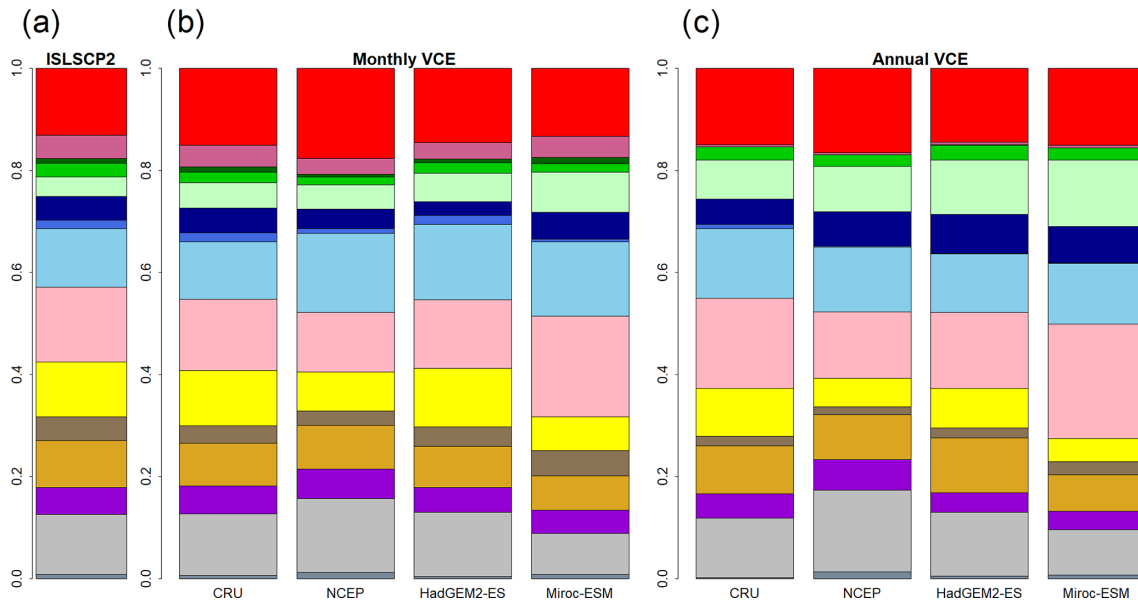 (a) (b) (c)
ISLSCP2 Monthly VCE Annual VCE
1.0 1.0 1.0
0.8 0.8 0.8
0.6 0.6 0.6
0.4 0.4 0.4
0.2 0.2 0.2
0.0 0.0 0.0
CRU NCEP HadGEM2-ES Miroc-ESM CRU NCEP HadGEM2-ES Miroc-ESM